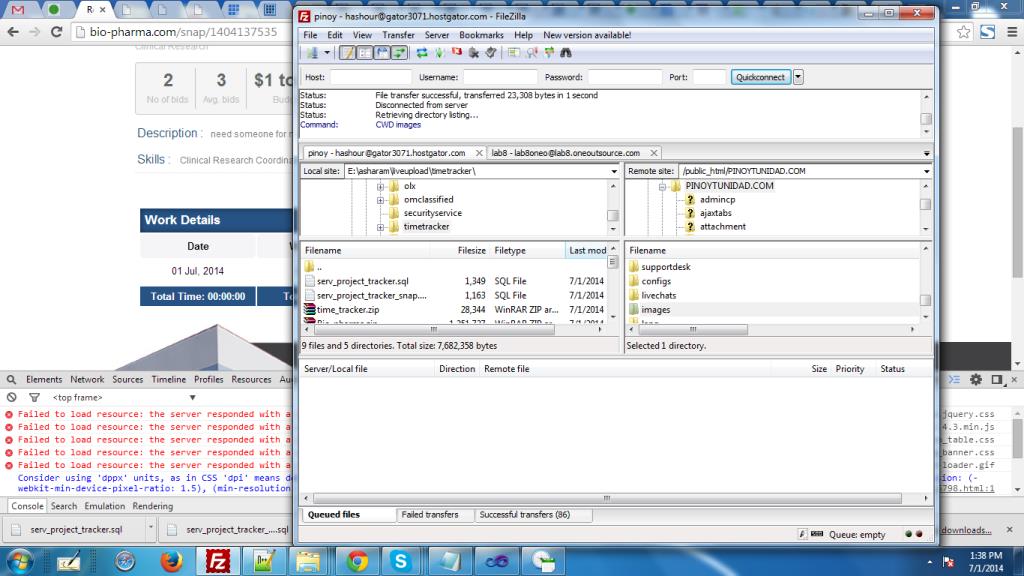 pinoy - hashour@gator3071.hostgator.com - FileZilla
bio-pharma.com/snap/1404137535
File Edit View Transfer Server Bookmarks Help New version available!
Host: Username: Password: Port: Quickconnect
Status: File transfer successful, transferred 23,308 bytes in 1 second
Status: Disconnected from server
Status: Retrieving directory listing...
Command: CWD images
pinoy - hashour@gator3071.hostgator.com
lab8 - lab8oneo@lab8.oneoutsource.com
Local site: E:\asharam\liveupload\timetracker\
Remote site: /public_html/PINOYTUNIDAD.COM
olx
omclassified
securityservice
timetracker
PINOYTUNIDAD.COM
admincp
ajaxtabs
attachment
Filename Filesize Filetype Last mod
..
serv_project_tracker.sql 1,349 SQL File 7/1/2014
serv_project_tracker_snap.... 1,163 SQL File 7/1/2014
time_tracker.zip 28,344 WinRAR ZIP ar... 7/1/2014
Filename
supportdesk
configs
livechats
images
9 files and 5 directories. Total size: 7,682,358 bytes
Selected 1 directory.
Server/Local file Direction Remote file Size Priority Status
Queued files Failed transfers Successful transfers (86)
Queue: empty
Clinical Research
2 3 $1 to
No of bids Avg. bids
Description : need someone for
Skills : Clinical Research Coordina
Work Details
Date
01 Jul, 2014
Total Time: 00:00:00
Elements Network Sources Timeline Profiles Resources Au
<top frame>
Failed to load resource: the server responded with a
jquery.css
Failed to load resource: the server responded with a
4.3.min.js
Failed to load resource: the server responded with a
_table.css
Failed to load resource: the server responded with a
_banner.css
Failed to load resource: the server responded with a
loader.gif
Consider using 'dppx' units, as in CSS 'dpi' means
-webkit-min-device-pixel-ratio: 1.5), (min-resolution
798.html:1
Console Search Emulation Rendering
serv_project_tracker.sql
serv_project_tracker_....sql
downloads...
1:38 PM
7/1/2014